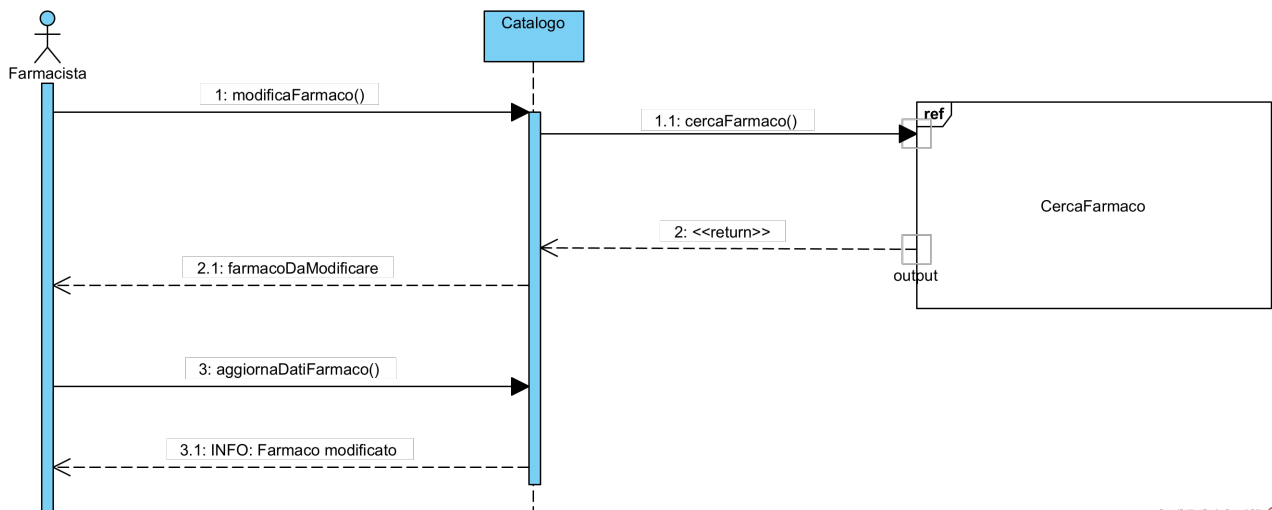 Farmacista
Catalogo
1: modificaFarmaco()
1.1: cercaFarmaco()
ref
CercaFarmaco
2: <<return>>
output
2.1: farmacoDaModificare
3: aggiornaDatiFarmaco()
3.1: INFO: Farmaco modificato